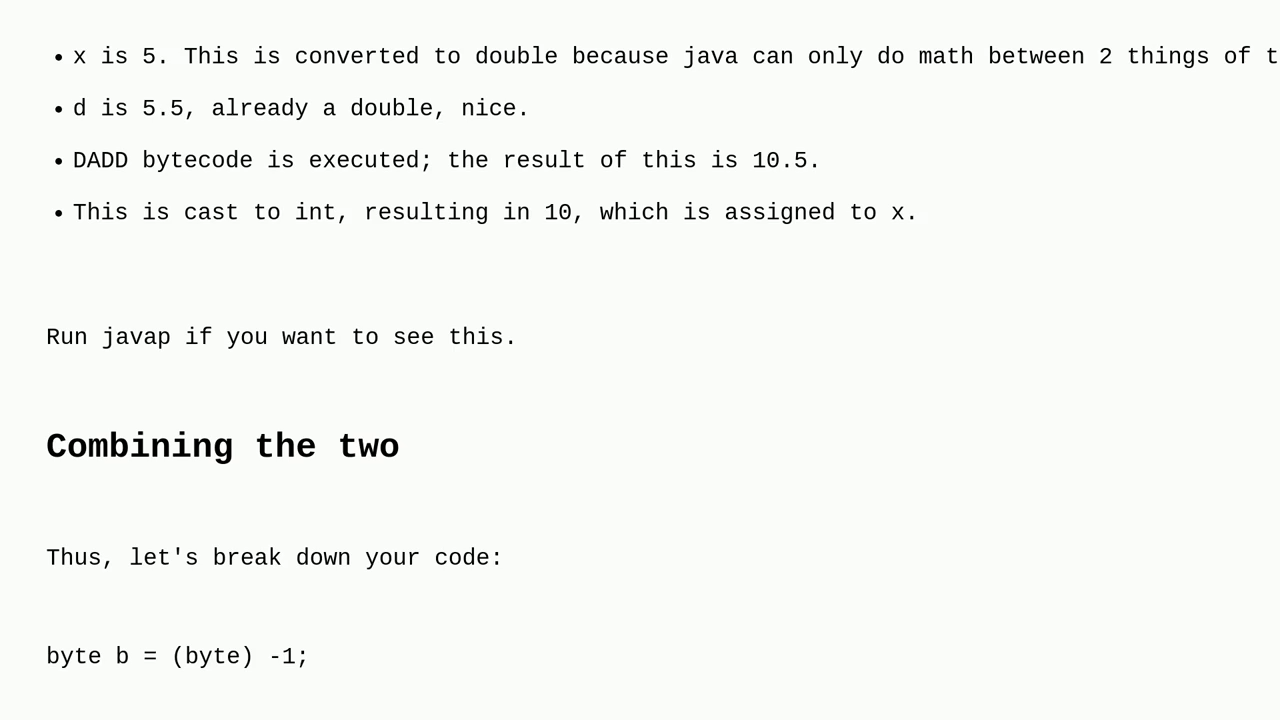 • x is 5. This is converted to double because java can only do math between 2 things of
• d is 5.5, already a double, nice.
• DADD bytecode is executed; the result of this is 10.5.
• This is cast to int, resulting in 10, which is assigned to x.
Run javap if you want to see this.
Combining the two
Thus, let's break down your code:
byte b = (byte) -1;